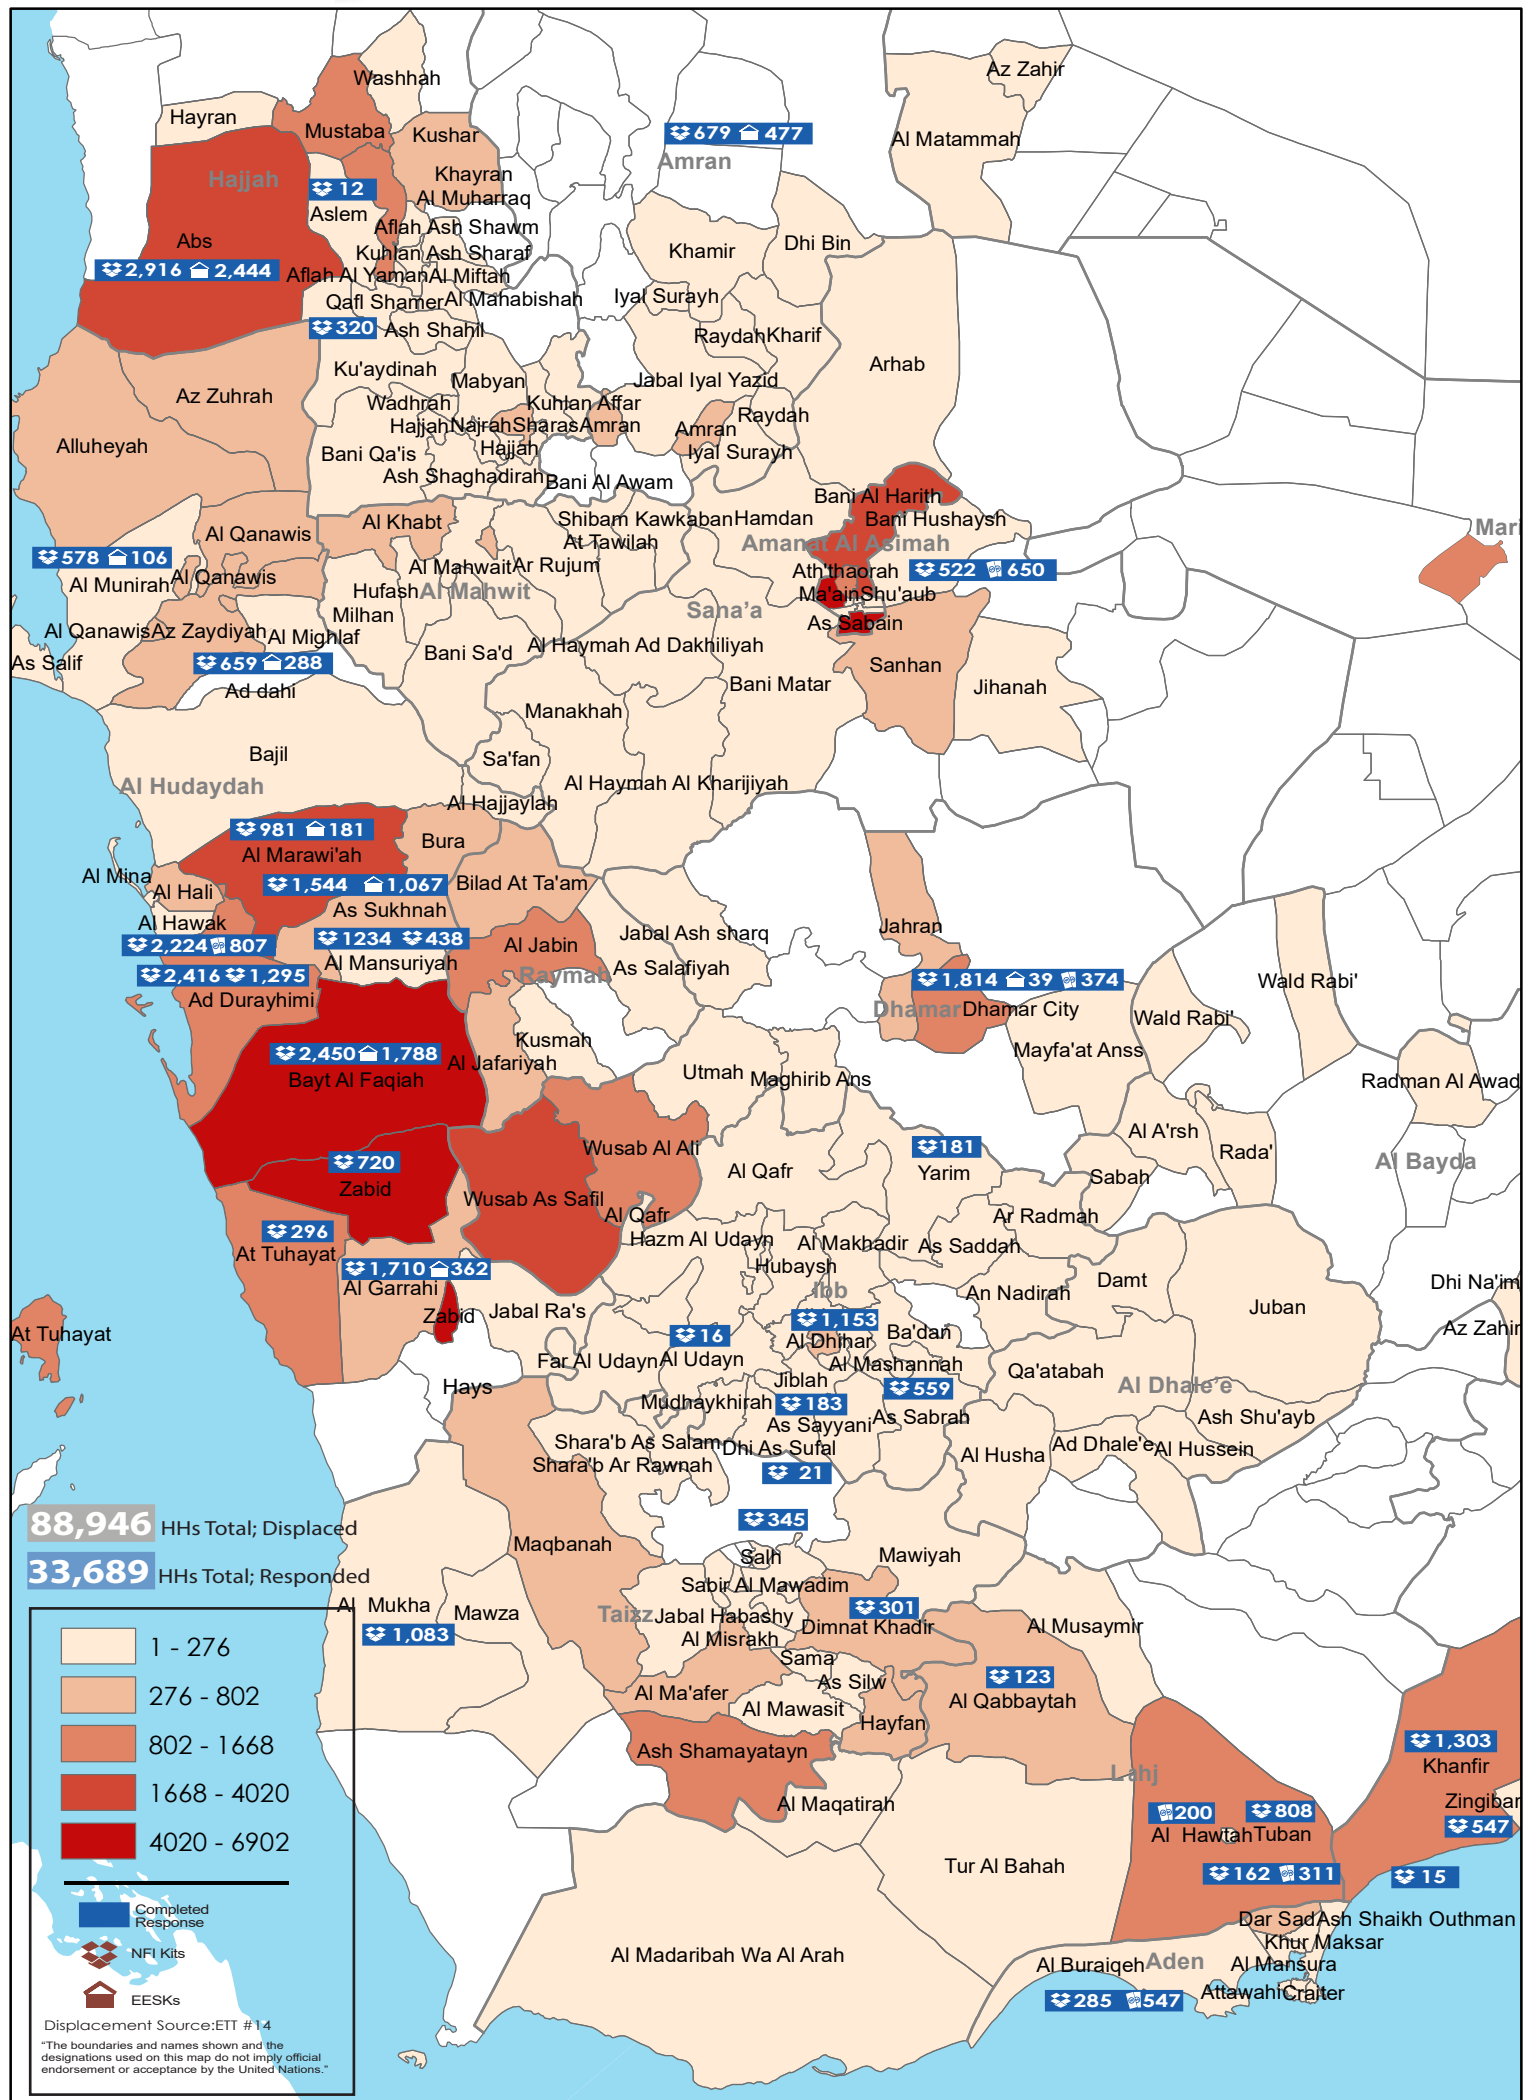 Az Zahir
Washhah
Hayran
Mustaba
Kushar
679 477
Amran
Al Matammah
Hajjah
Khayran
Al Muharraq
12
Aslem
Aflah Ash Shawm
Abs
Kuhlan Ash Sharaf
Khamir
Dhi Bin
2,916 2,444
Aflah Al Yaman
Al Miftah
Qafl Shamer
Al Mahabishah
Iyal Surayh
320
Ash Shahil
Raydah
Kharif
Arhab
Ku'aydinah
Mabyan
Jabal Iyal Yazid
Az Zuhrah
Wadhrah
Kuhlan Affar
Raydah
Hajjah
Najrah
Sharas
Amran
Amran
Alluheyah
Bani Qa'is
Hajjah
Iyal Surayh
Ash Shaghadirah
Bani Al Awam
Bani Al Harith
Al Khabt
Shibam Kawkaban
Hamdan
Bani Hushaysh
Mari
Al Qanawis
At Tawilah
Amanat Al Asimah
578 106
Al Mahwait
Ar Rujum
Ath'thaorah
522 650
Al Munirah
Al Qanawis
Hufash
Al Mahwit
Ma'ain
Shu'aub
Milhan
Sana'a
As Sabain
Al Qanawis
Az Zaydiyah
Al Mighlaf
Al Haymah Ad Dakhiliyah
As Salif
659 288
Bani Sa'd
Sanhan
Ad dahi
Bani Matar
Jihanah
Manakhah
Bajil
Sa'fan
Al Hudaydah
Al Haymah Al Kharijiyah
Al Hajjaylah
981 181
Al Marawi'ah
Bura
Al Mina
Al Hali
1,544 1,067
Bilad At Ta'am
As Sukhnah
Al Hawak
Jahran
2,224 807
1234 438
Al Jabin
Jabal Ash sharq
Al Mansuriyah
2,416 1,295
Raymah
As Salafiyah
1,814 39 374
Wald Rabi'
Ad Durayhimi
Dhamar
Dhamar City
Wald Rabi'
Kusmah
2,450 1,788
Al Jafariyah
Mayfa'at Anss
Bayt Al Faqiah
Utmah
Maghirib Ans
Radman Al Awad
Al A'rsh
Wusab Al Ali
181
Rada'
720
Al Qafr
Yarim
Al Bayda
Zabid
Wusab As Safil
Sabah
296
Al Qafr
Ar Radmah
At Tuhayat
Hazm Al Udayn
Al Makhadir
As Saddah
1,710 362
Hubaysh
Al Garrahi
Ibb
An Nadirah
Damt
Dhi Na'im
Zabid
Jabal Ra's
1,153
Juban
At Tuhayat
16
Al Dhihar
Ba'dan
Az Zahir
Far Al Udayn
Al Udayn
Al Mashannah
Qa'atabah
Hays
Jiblah
559
Al Dhale'e
Mudhaykhirah
183
As Sayyani
As Sabrah
Ash Shu'ayb
Shara'b As Salam
Dhi As Sufal
Al Husha
Ad Dhale'e
Al Hussein
Shara'b Ar Rawnah
21
88,946 HHs Total; Displaced
345
Maqbanah
Salh
Mawiyah
33,689 HHs Total; Responded
Sabir Al Mawadim
Al Mukha
Mawza
Taizz
Jabal Habashy
301
1,083
Al Misrakh
Dimnat Khadir
Al Musaymir
1 - 276
Sama
276 - 802
Al Ma'afer
As Silw
123
Al Mawasit
Al Qabbaytah
802 - 1668
Hayfan
Ash Shamayatayn
1,303
Khanfir
1668 - 4020
Lahj
Al Maqatirah
Zingibar
4020 - 6902
200 808
547
Al Hawtah
Tuban
Tur Al Bahah
162 311
15
Completed
Response
Dar Sad
Ash Shaikh Outhman
NFI Kits
Al Madaribah Wa Al Arah
Khur Maksar
Al Buraiqeh
Aden
Al Mansura
EESKs
285 547
Attawahi
Craiter
Displacement Source:ETT #14
"The boundaries and names shown and the
designations used on this map do not imply official
endorsement or acceptance by the United Nations."